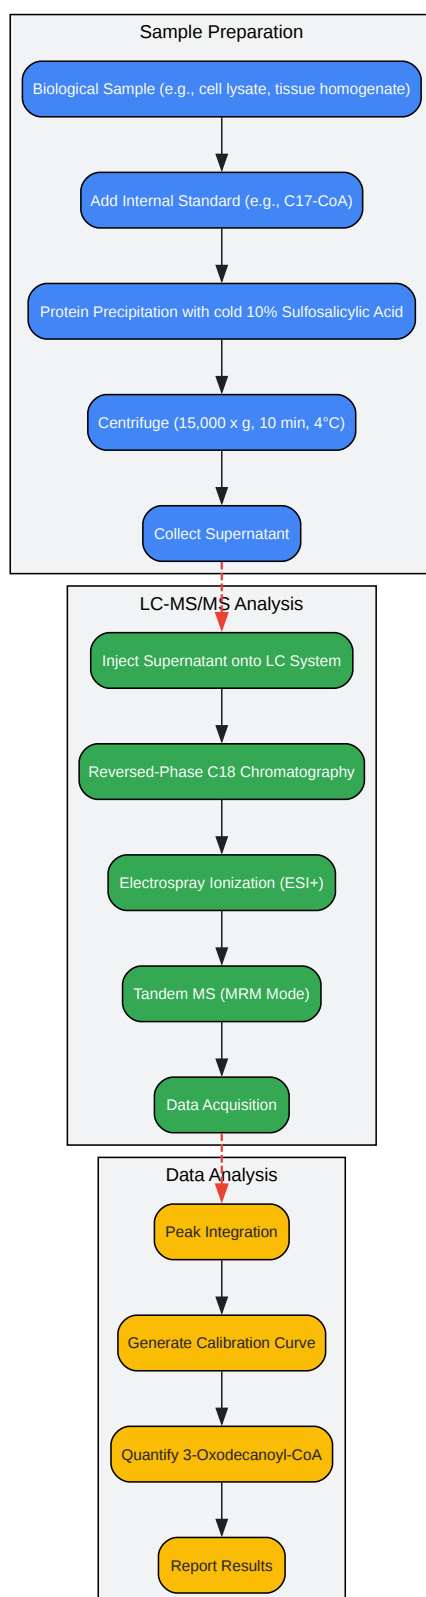 Sample Preparation
Biological Sample (e.g., cell lysate, tissue homogenate)
Add Internal Standard (e.g., C17-CoA)
Protein Precipitation with cold 10% Sulfosalicylic Acid
Centrifuge (15,000 x g, 10 min, 4°C)
Collect Supernatant
LC-MS/MS Analysis
Inject Supernatant onto LC System
Reversed-Phase C18 Chromatography
Electrospray Ionization (ESI+)
Tandem MS (MRM Mode)
Data Acquisition
Data Analysis
Peak Integration
Generate Calibration Curve
Quantify 3-Oxodecanoyl-CoA
Report Results